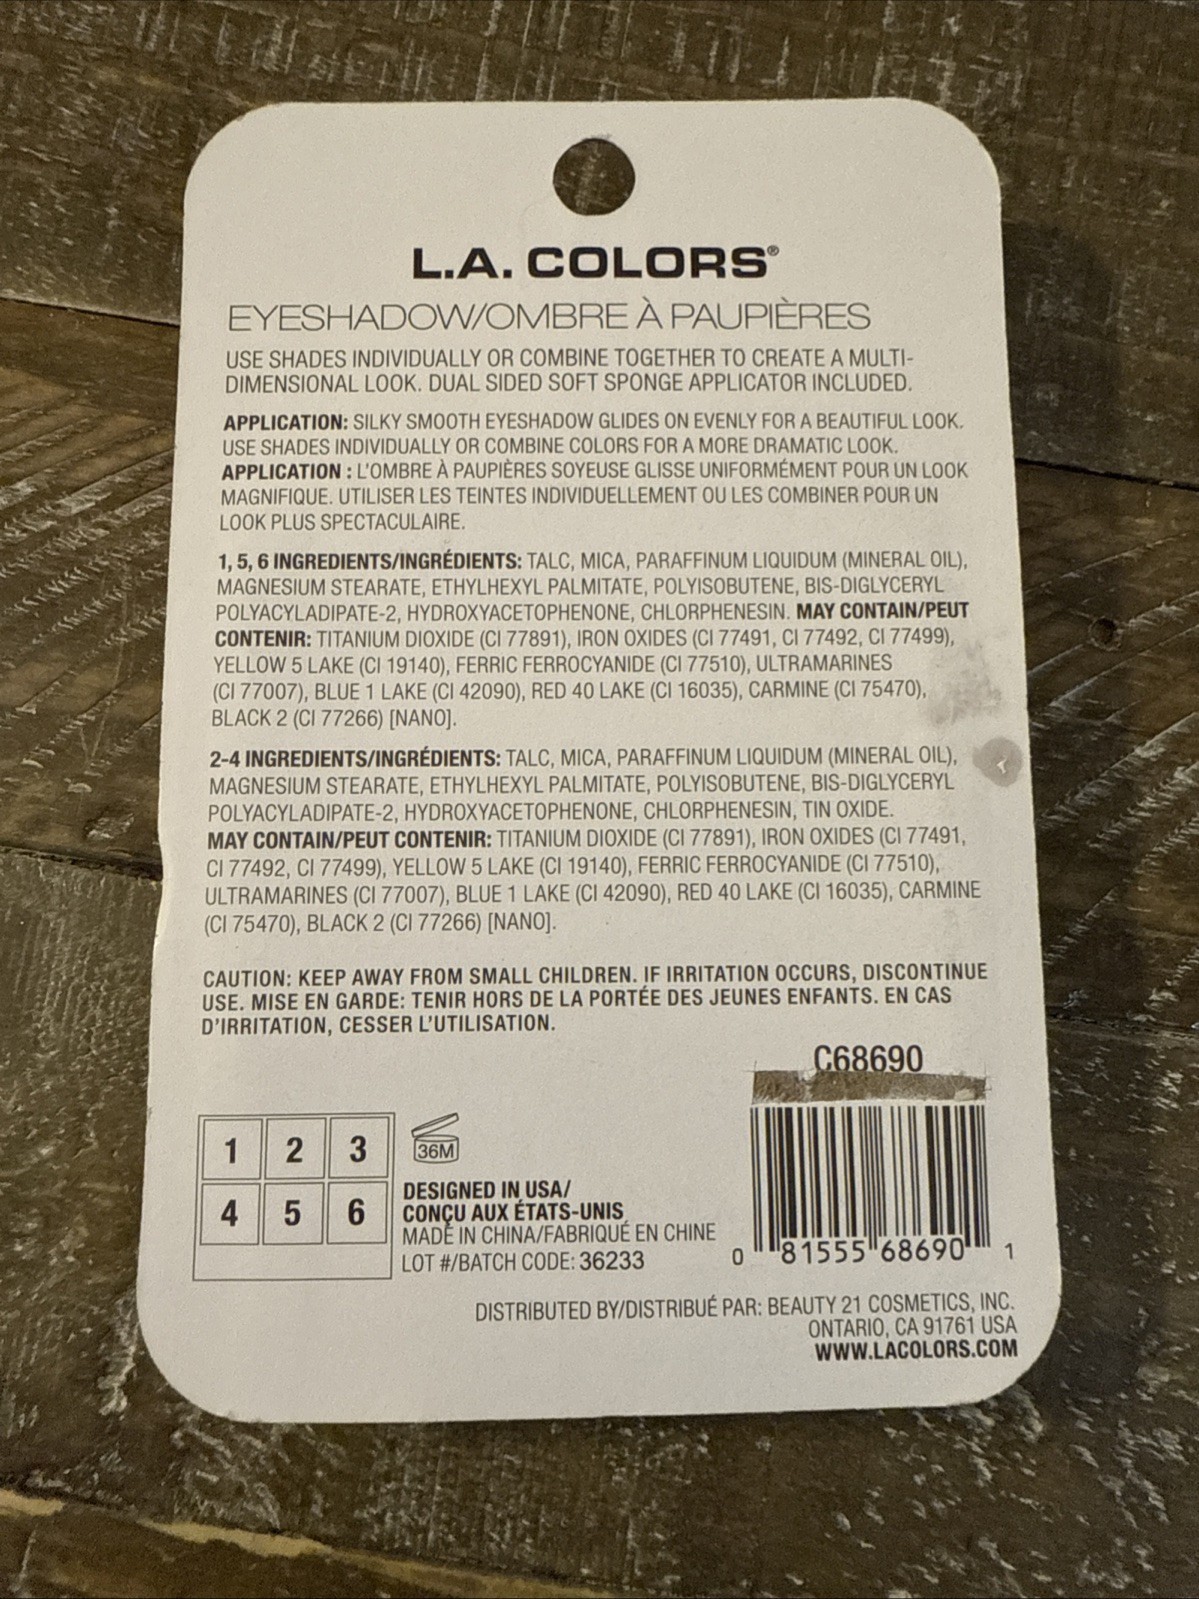 L.A. COLORS®
EYESHADOW/OMBRE À PAUPIÈRES
USE SHADES INDIVIDUALLY OR COMBINE TOGETHER TO CREATE A MULTI-
DIMENSIONAL LOOK. DUAL SIDED SOFT SPONGE APPLICATOR INCLUDED.
APPLICATION: SILKY SMOOTH EYESHADOW GLIDES ON EVENLY FOR A BEAUTIFUL LOOK.
USE SHADES INDIVIDUALLY OR COMBINE COLORS FOR A MORE DRAMATIC LOOK.
APPLICATION : L'OMBRE À PAUPIÈRES SOYEUSE GLISSE UNIFORMÉMENT POUR UN LOOK
MAGNIFIQUE. UTILISER LES TEINTES INDIVIDUELLEMENT OU LES COMBINER POUR UN
LOOK PLUS SPECTACULAIRE.
1, 5, 6 INGREDIENTS/INGRÉDIENTS: TALC, MICA, PARAFFINUM LIQUIDUM (MINERAL OIL),
MAGNESIUM STEARATE, ETHYLHEXYL PALMITATE, POLYISOBUTENE, BIS-DIGLYCERYL
POLYACYLADIPATE-2, HYDROXYACETOPHENONE, CHLORPHENESIN. MAY CONTAIN/PEUT
CONTENIR: TITANIUM DIOXIDE (CI 77891), IRON OXIDES (CI 77491, CI 77492, CI 77499),
YELLOW 5 LAKE (CI 19140), FERRIC FERROCYANIDE (CI 77510), ULTRAMARINES
(CI 77007), BLUE 1 LAKE (CI 42090), RED 40 LAKE (CI 16035), CARMINE (CI 75470),
BLACK 2 (CI 77266) [NANO].
2-4 INGREDIENTS/INGRÉDIENTS: TALC, MICA, PARAFFINUM LIQUIDUM (MINERAL OIL),
MAGNESIUM STEARATE, ETHYLHEXYL PALMITATE, POLYISOBUTENE, BIS-DIGLYCERYL
POLYACYLADIPATE-2, HYDROXYACETOPHENONE, CHLORPHENESIN, TIN OXIDE.
MAY CONTAIN/PEUT CONTENIR: TITANIUM DIOXIDE (CI 77891), IRON OXIDES (CI 77491,
CI 77492, CI 77499), YELLOW 5 LAKE (CI 19140), FERRIC FERROCYANIDE (CI 77510),
ULTRAMARINES (CI 77007), BLUE 1 LAKE (CI 42090), RED 40 LAKE (CI 16035), CARMINE
(CI 75470), BLACK 2 (CI 77266) [NANO].
CAUTION: KEEP AWAY FROM SMALL CHILDREN. IF IRRITATION OCCURS, DISCONTINUE
USE. MISE EN GARDE: TENIR HORS DE LA PORTÉE DES JEUNES ENFANTS. EN CAS
D'IRRITATION, CESSER L'UTILISATION.
C68690
1 2 3
4 5 6
36M
DESIGNED IN USA/
CONÇU AUX ÉTATS-UNIS
MADE IN CHINA/FABRIQUÉ EN CHINE
LOT #/BATCH CODE: 36233
0 81555 68690 1
DISTRIBUTED BY/DISTRIBUÉ PAR: BEAUTY 21 COSMETICS, INC.
ONTARIO, CA 91761 USA
WWW.LACOLORS.COM